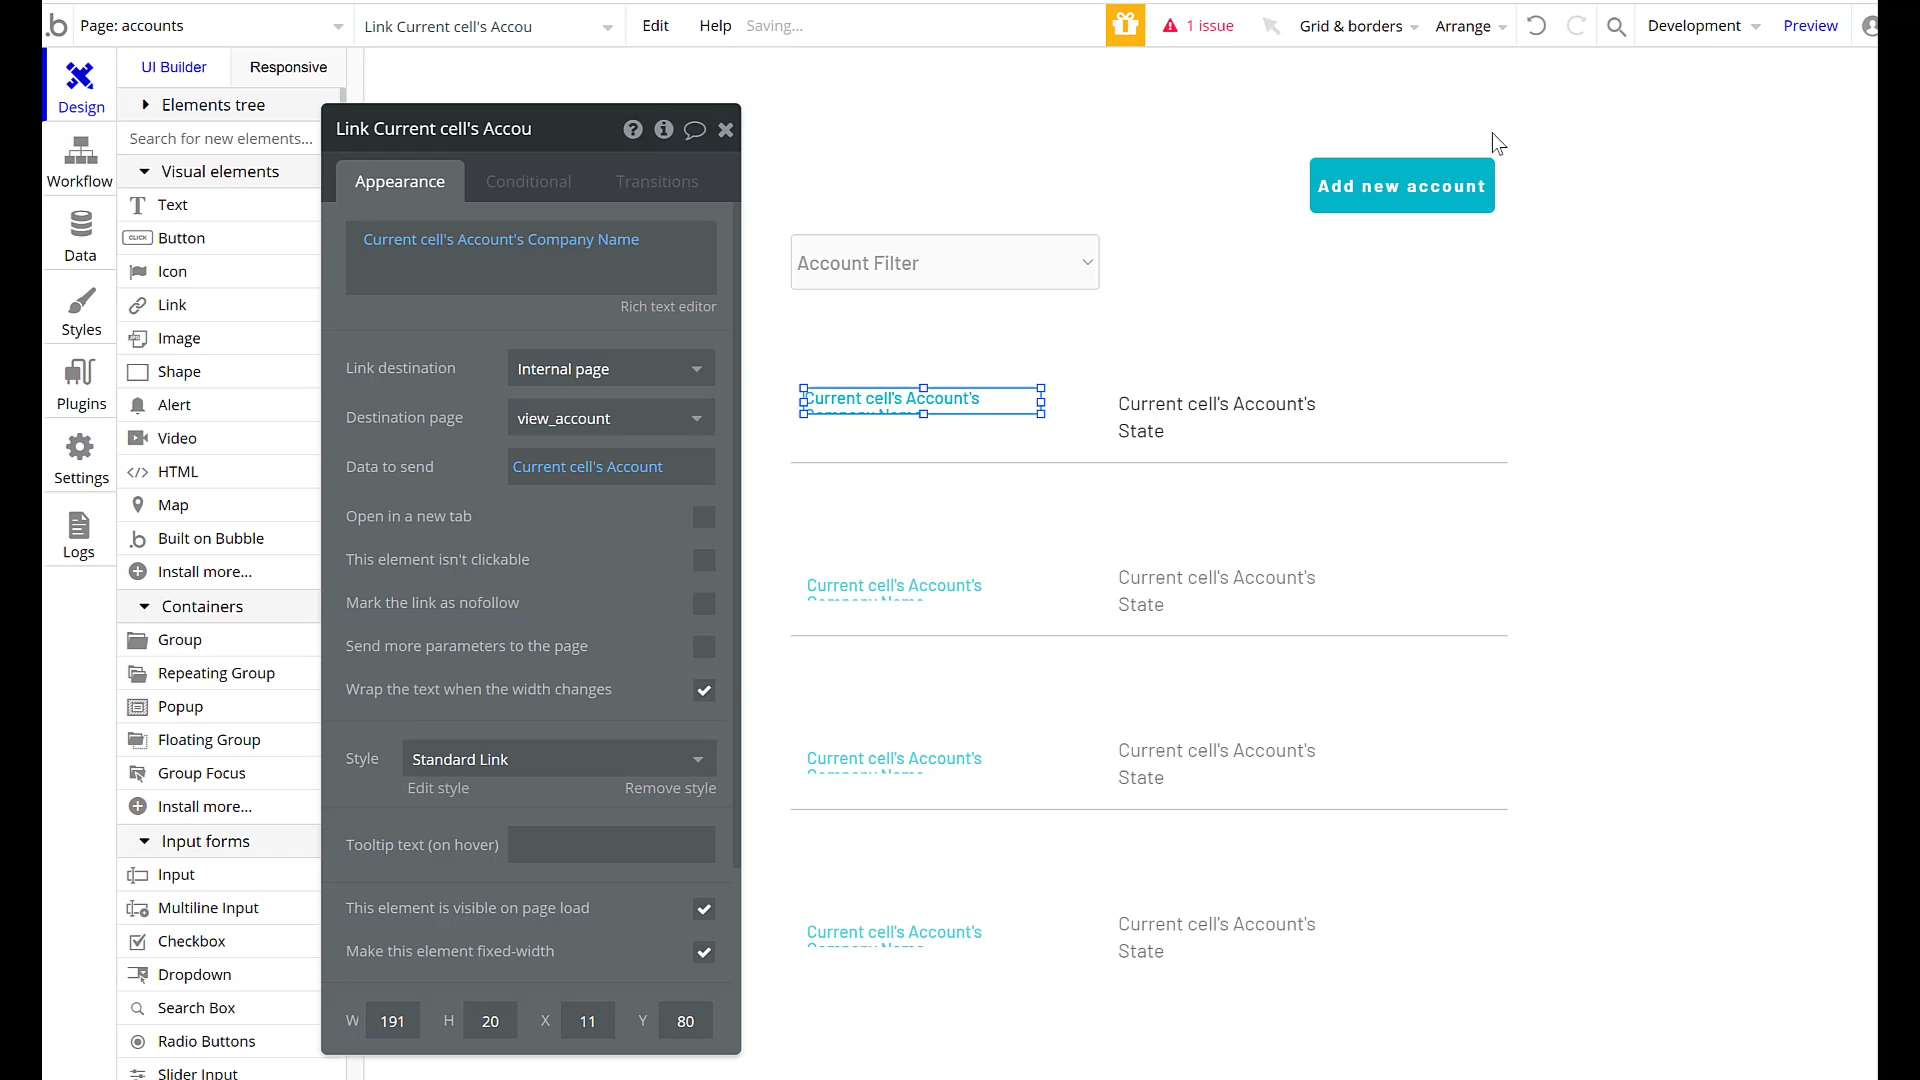 Page: accounts
Link Current cell's Accou
Edit
Help
Saving...
1 issue
Grid & borders
Arrange
Development
Preview
UI Builder
Responsive
Design
Workflow
Data
Styles
Plugins
Settings
Logs
Elements tree
Search for new elements...
Visual elements
Text
CLICK
Button
Icon
Link
Image
Shape
Alert
Video
HTML
Map
Built on Bubble
Install more...
Containers
Group
Repeating Group
Popup
Floating Group
Group Focus
Install more...
Input forms
Input
Multiline Input
Checkbox
Dropdown
Search Box
Radio Buttons
Slider Input
Link Current cell's Accou
Appearance
Conditional
Transitions
Current cell's Account's Company Name
Rich text editor
Link destination
Internal page
Destination page
view_account
Data to send
Current cell's Account
Open in a new tab
This element isn't clickable
Mark the link as nofollow
Send more parameters to the page
Wrap the text when the width changes
Style
Standard Link
Edit style
Remove style
Tooltip text (on hover)
This element is visible on page load
Make this element fixed-width
W 191 H 20 X 11 Y 80
Add new account
Account Filter
Current cell's Account's
Company Name
Current cell's Account's
State
Current cell's Account's
Company Name
Current cell's Account's
State
Current cell's Account's
Company Name
Current cell's Account's
State
Current cell's Account's
Company Name
Current cell's Account's
State